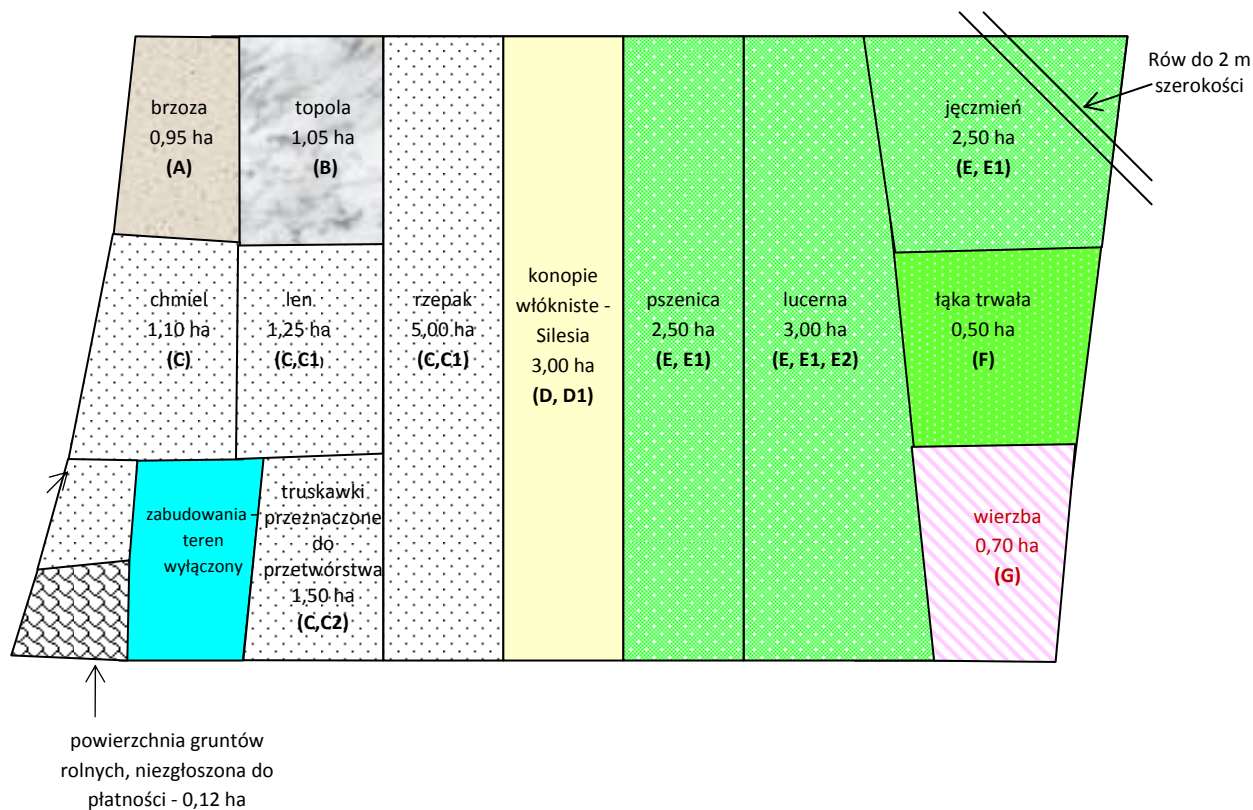 Rów do 2 m
szerokości
brzoza
0,95 ha
(A)
topola
1,05 ha
(B)
jęczmień
2,50 ha
(E, E1)
chmiel
1,10 ha
(C)
len
1,25 ha
(C,C1)
rzepak
5,00 ha
(C,C1)
konopie
włókniste -
Silesia
3,00 ha
(D, D1)
pszenica
2,50 ha
(E, E1)
lucerna
3,00 ha
(E, E1, E2)
łąka trwała
0,50 ha
(F)
zabudowania -
teren
wyłączony
truskawki
przeznaczone
do
przetwórstwa
1,50 ha
(C,C2)
wierzba
0,70 ha
(G)
powierzchnia gruntów
rolnych, niezgłoszona do
płatności - 0,12 ha